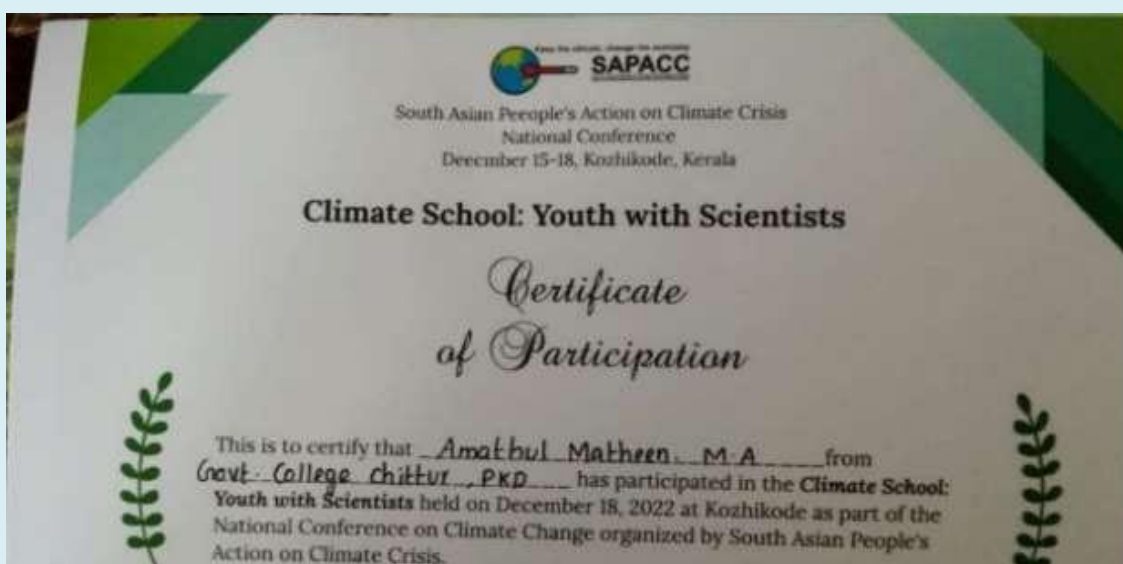 SAPACC
South Asian Peeople's Action on Climate Crisis
National Conference
Deecmber 15-18, Kozhikode, Kerala
Climate School: Youth with Scientists
Certificate
of Participation
This is to certify that Amatbul Matheen. M.A from
Govt. College Chittur, PKD has participated in the Climate School:
Youth with Scientists held on December 18, 2022 at Kozhikode as part of the
National Conference on Climate Change organized by South Asian People's
Action on Climate Crisis.